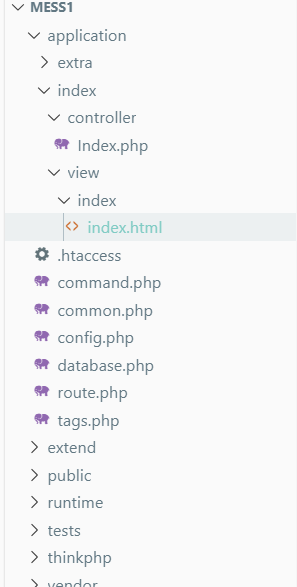 MESS1
application
extra
index
controller
Index.php
view
index
index.html
.htaccess
command.php
common.php
config.php
database.php
route.php
tags.php
extend
public
runtime
tests
thinkphp
vendor